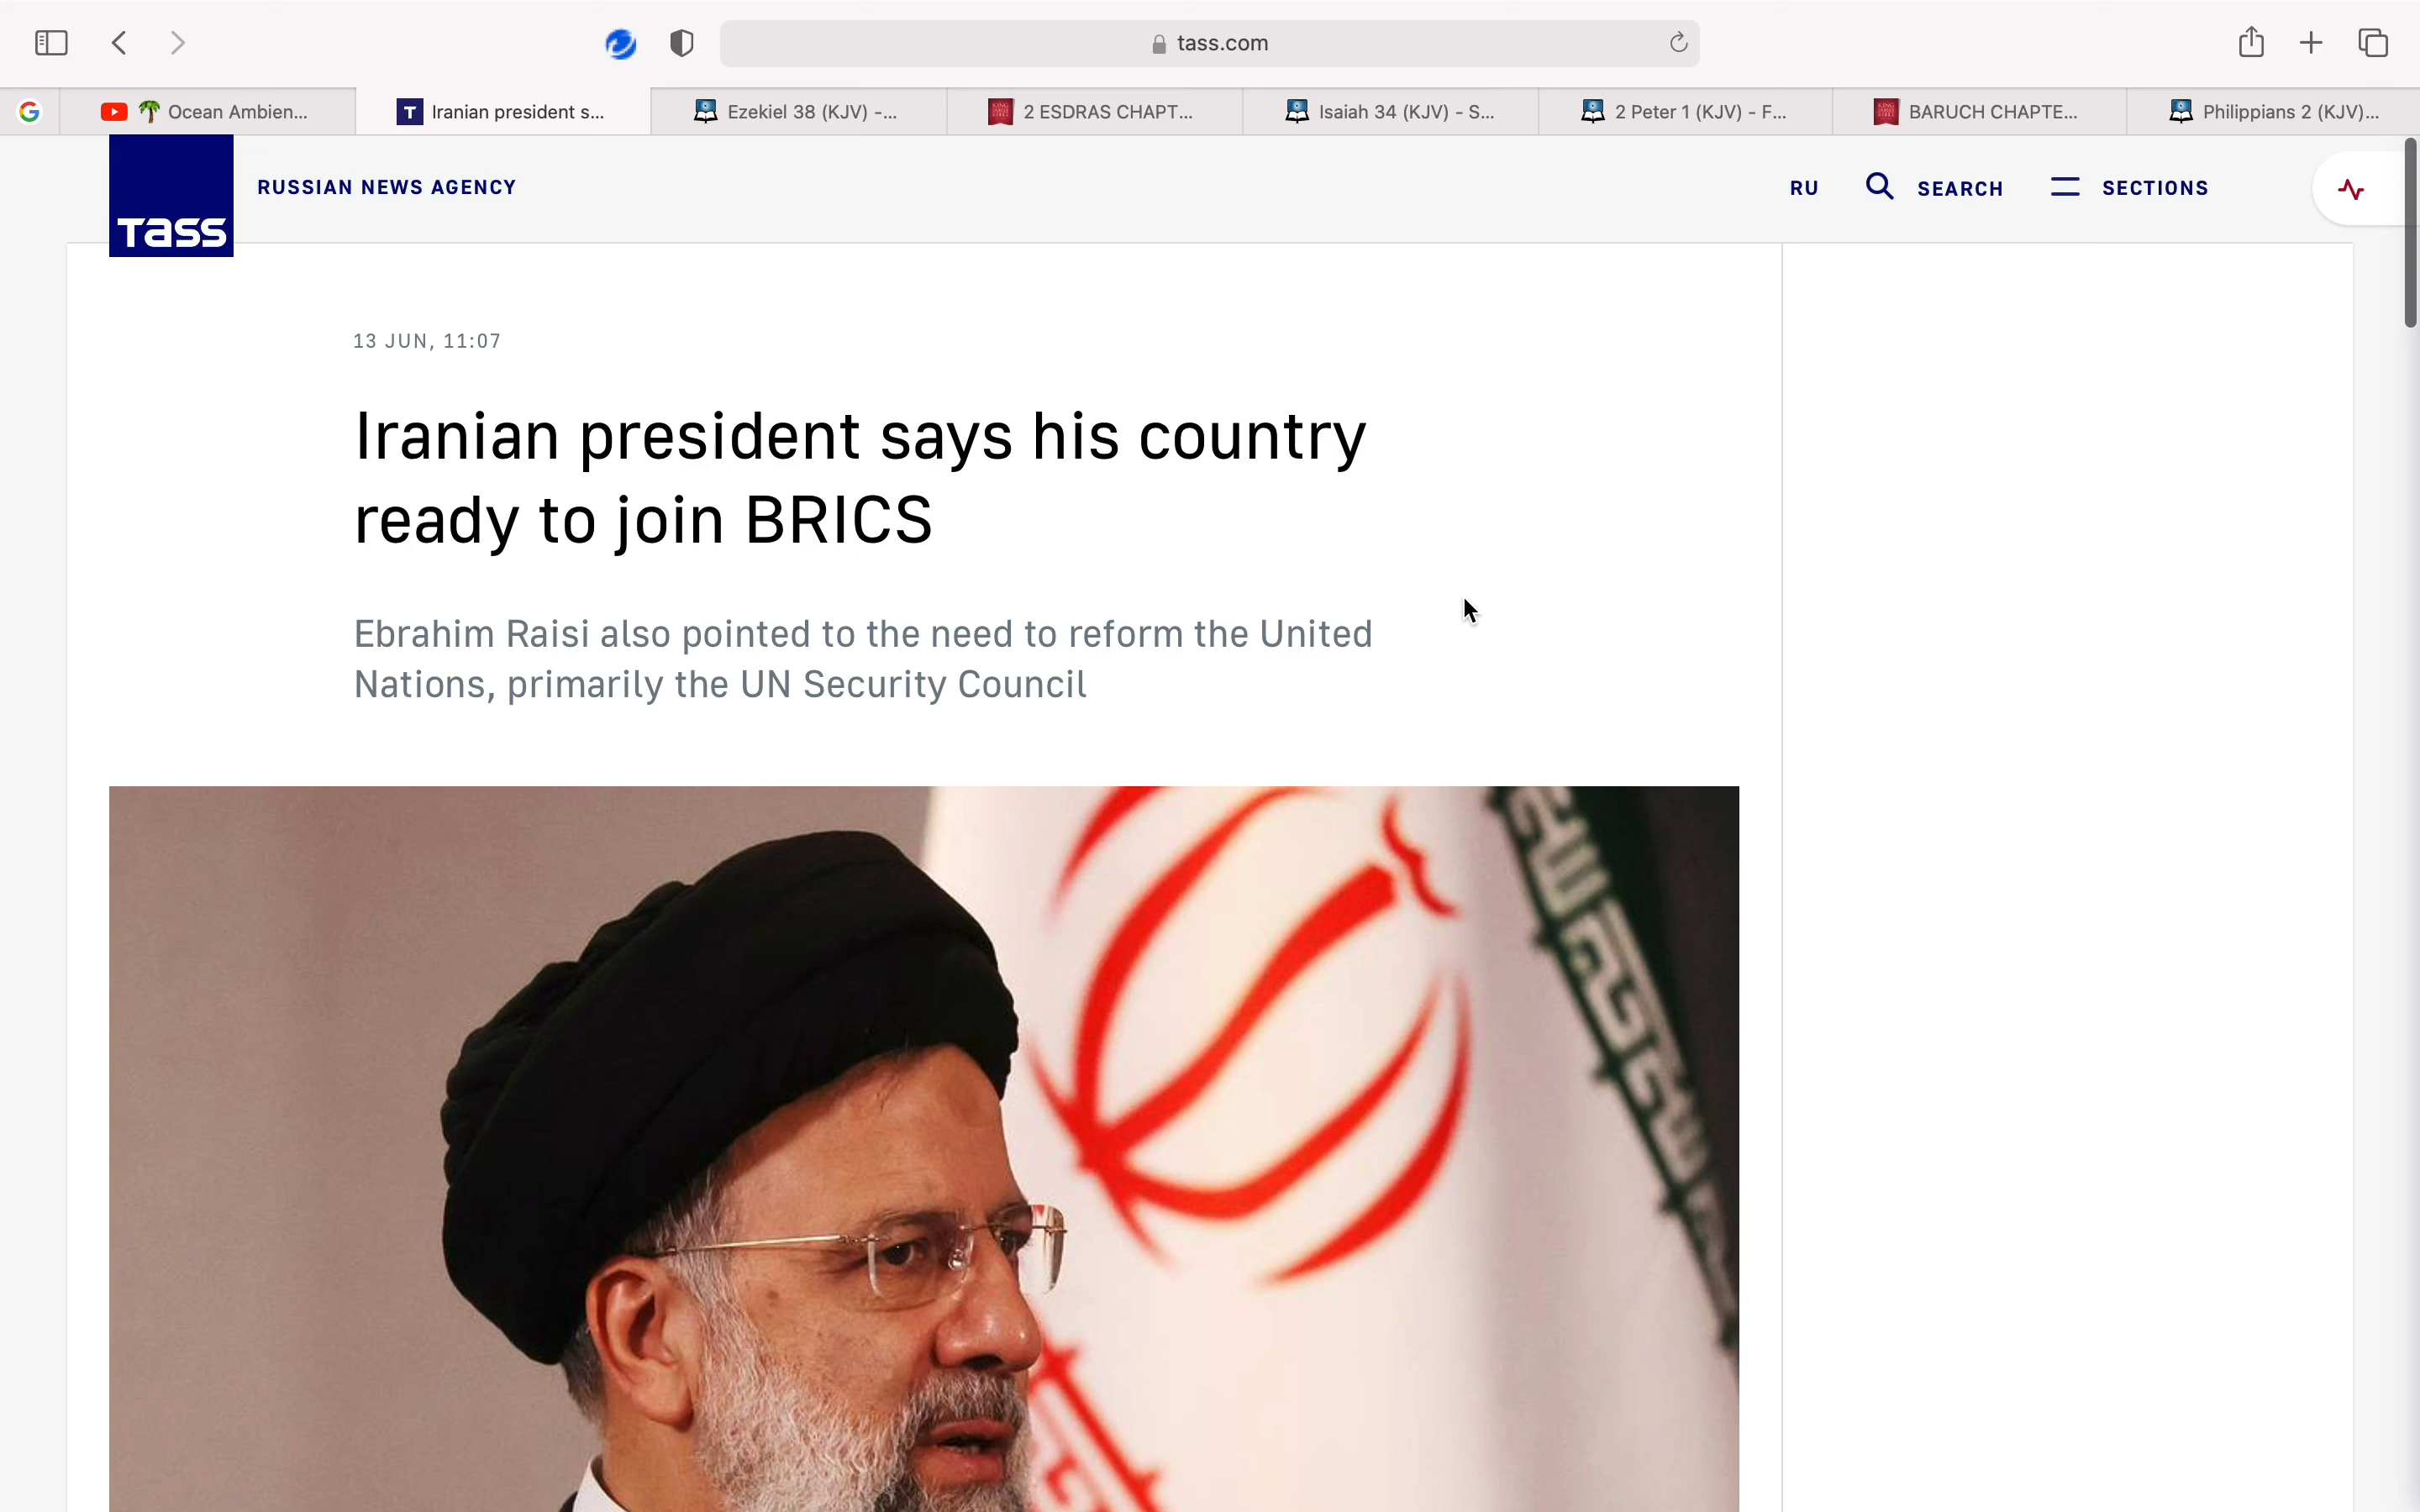 tass.com
Ocean Ambien...
Iranian president s...
Ezekiel 38 (KJV) -...
2 ESDRAS CHAPT...
Isaiah 34 (KJV) - S...
2 Peter 1 (KJV) - F...
BARUCH CHAPTE...
Philippians 2 (KJV)...
Tass
RUSSIAN NEWS AGENCY
RU
SEARCH
SECTIONS
13 JUN, 11:07
Iranian president says his country
ready to join BRICS
Ebrahim Raisi also pointed to the need to reform the United
Nations, primarily the UN Security Council